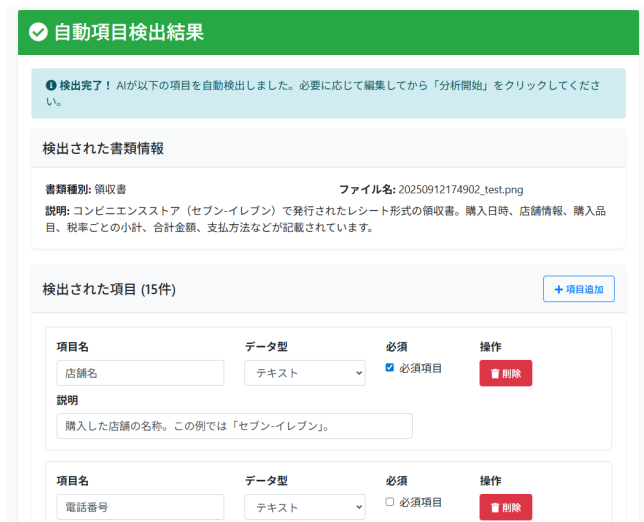 自動項目検出結果
検出完了! AIが以下の項目を自動検出しました。必要に応じて編集してから「分析開始」をクリックしてくださ
い。
検出された書類情報
書類種別: 領収書 ファイル名: 20250912174902_test.png
説明: コンビニエンスストア（セブン-イレブン）で発行されたレシート形式の領収書。購入日時、店舗情報、購入品
目、税率ごとの小計、合計金額、支払方法などが記載されています。
検出された項目 (15件) + 項目追加
項目名 データ型 必須 操作
店舗名 テキスト 必須項目 削除
説明
購入した店舗の名称。この例では「セブン-イレブン」。
項目名 データ型 必須 操作
電話番号 テキスト 必須項目 削除